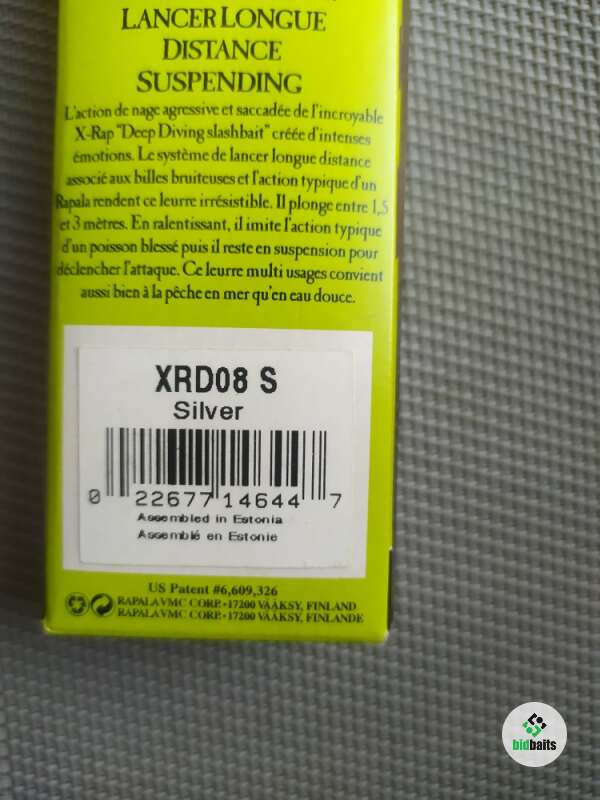 LANCER LONGUE
DISTANCE
SUSPENDING
L'action de nage agressive et saccadée de l'incroyable
X-Rap "Deep Diving slashbait" créée d'intenses
émotions. Le système de lancer longue distance
associé aux billes bruiteuses et l'action typique d'un
Rapala rendent ce leurre irrésistible. Il plonge entre 1,5
et 3 mètres. En ralentissant, il imite l'action typique
d'un poisson blessé puis il reste en suspension pour
déclencher l'attaque. Ce leurre multi usages convient
aussi bien à la pêche en mer qu'en eau douce.
XRD08 S
Silver
0 22677 14644 7
Assembled in Estonia
Assemblé en Estonie
US Patent #6,609,326
RAPALA VMC CORP. • 17200 VÄÄKSY, FINLAND
RAPALA VMC CORP. • 17200 VÄÄKSY, FINLANDE
bidbaits